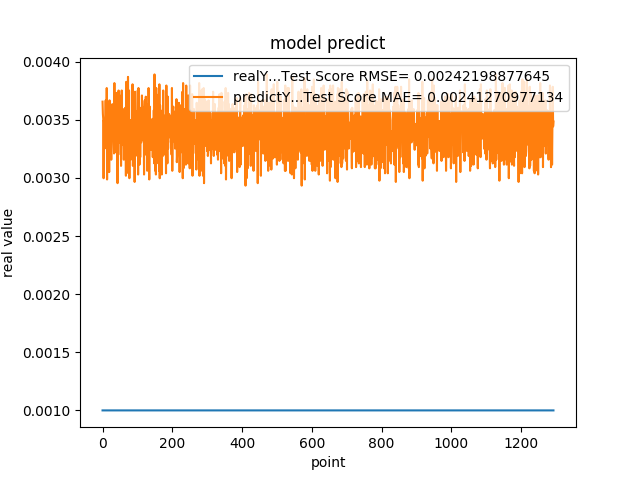 model predict
realY...Test Score RMSE= 0.00242198877645
predictY...Test Score MAE= 0.00241270977134
0.0040
0.0035
0.0030
0.0025
0.0020
0.0015
0.0010
real value
0 200 400 600 800 1000 1200
point